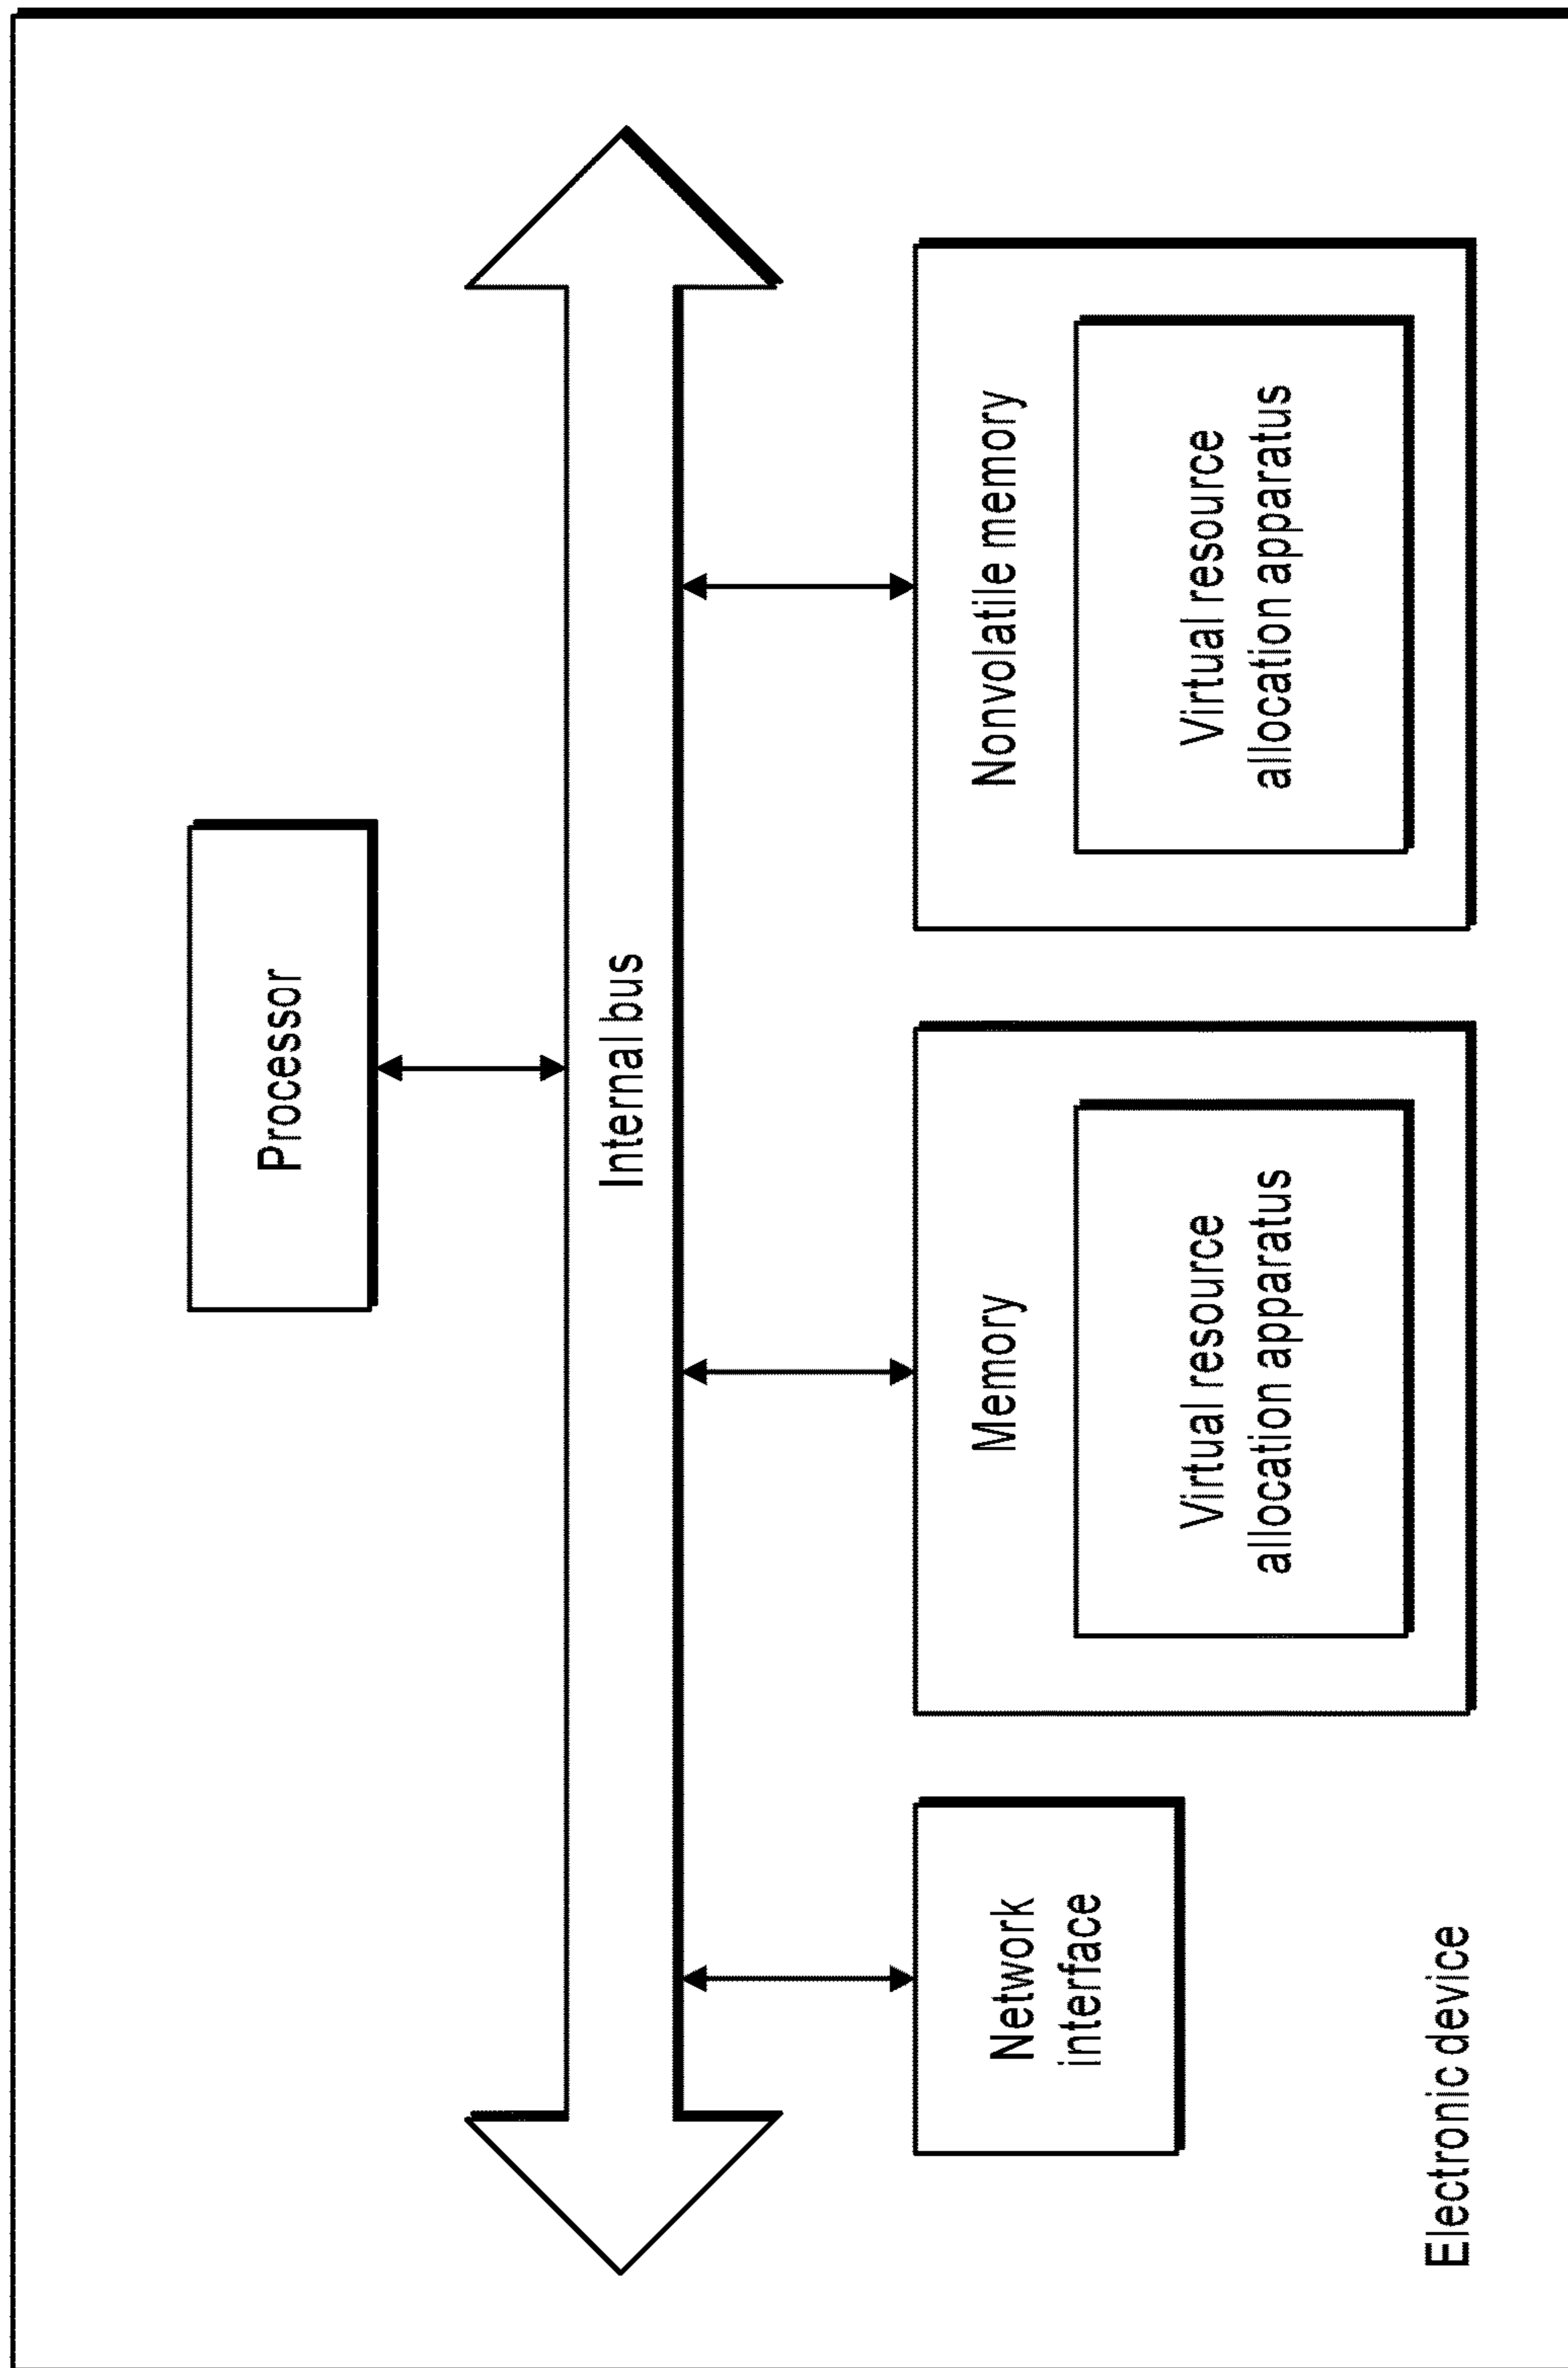 Processor
Internal bus
Network
interface
Memory
Virtual resource
allocation apparatus
Nonvolatile memory
Virtual resource
allocation apparatus
Electronic device